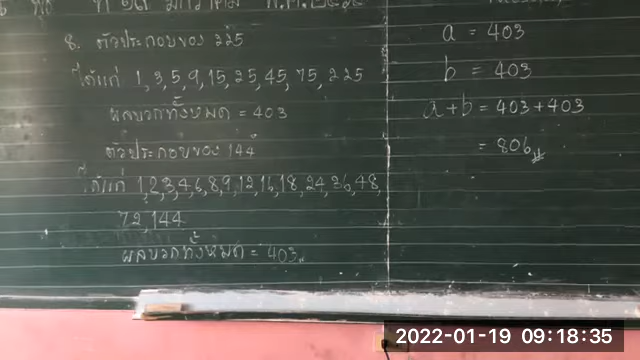 8. ตัวประกอบของ 225
ได้แก่ 1,3,5,9,15,25,45,75,225
ผลบวกทั้งหมด = 403
ตัวประกอบของ 144
ได้แก่ 1,2,3,4,6,8,9,12,16,18,24,36,48,
72,144
ผลบวกทั้งหมด = 403
a = 403
b = 403
a+b = 403+403
= 806
2022-01-19 09:18:35